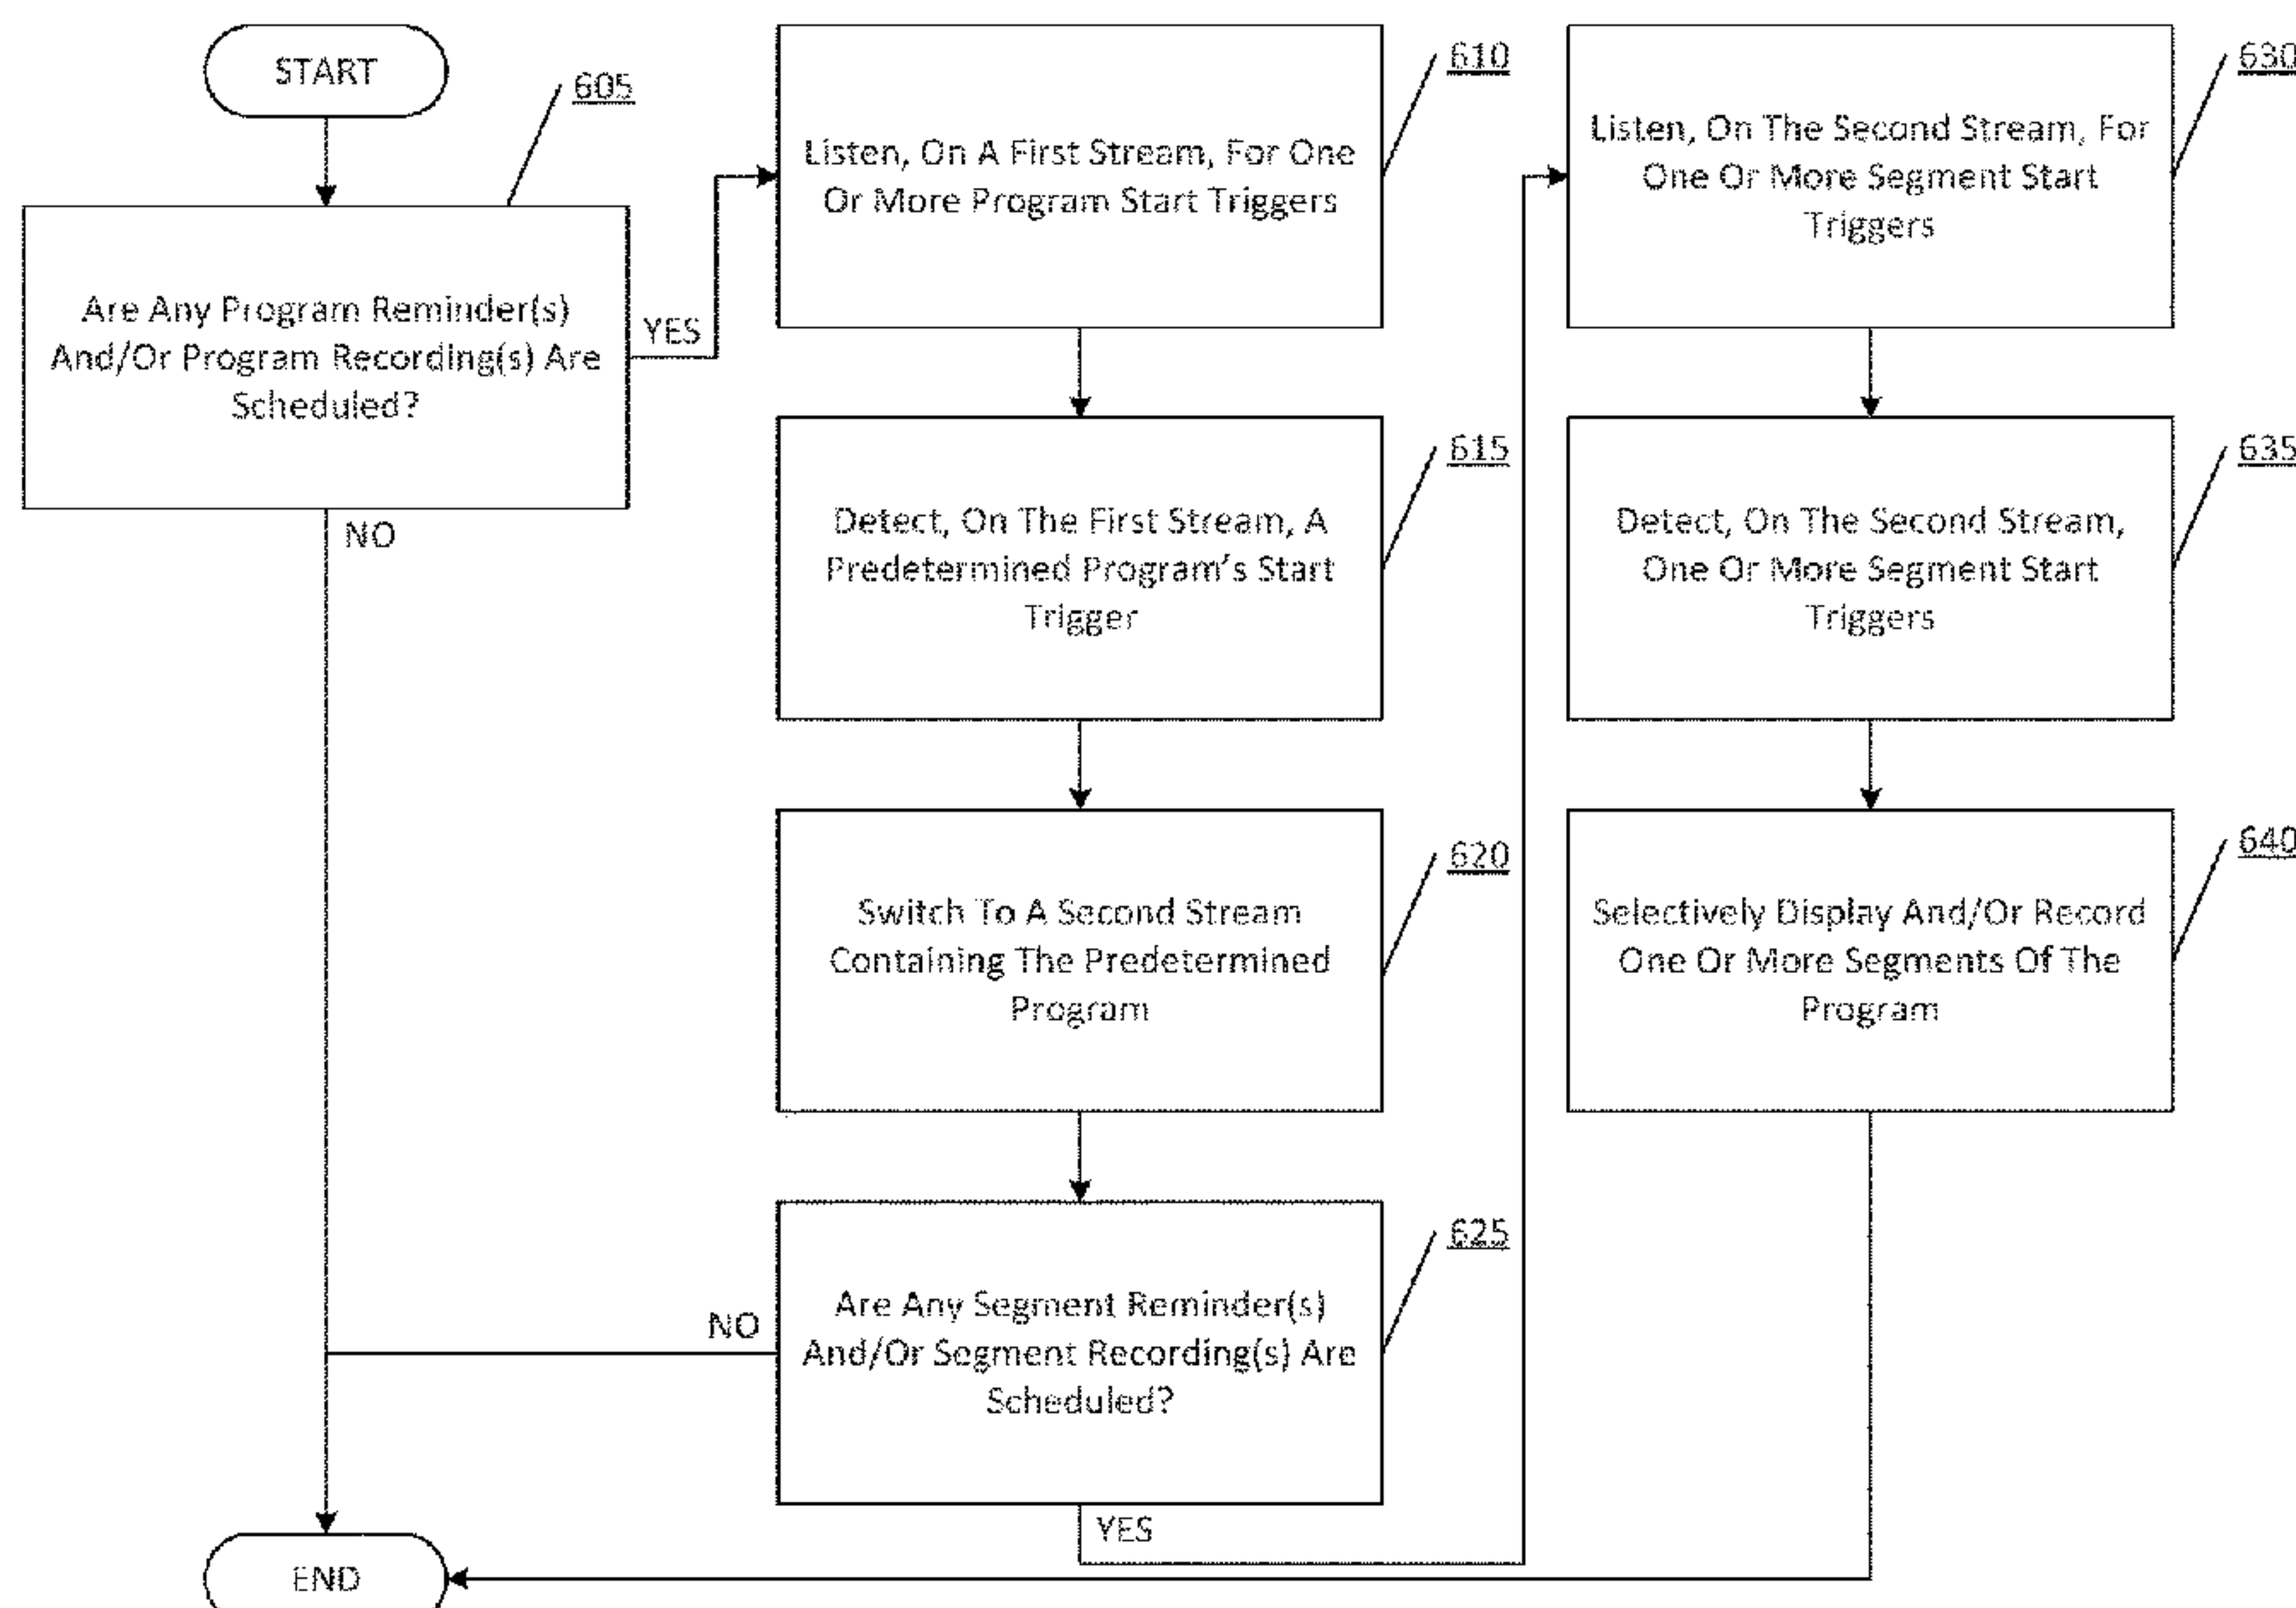 START
605
Are Any Program Reminder(s)
And/Or Program Recording(s) Are
Scheduled?
YES
NO
610
Listen, On A First Stream, For One
Or More Program Start Triggers
615
Detect, On The First Stream, A
Predetermined Program's Start
Trigger
620
Switch To A Second Stream
Containing The Predetermined
Program
625
Are Any Segment Reminder(s)
And/Or Segment Recording(s) Are
Scheduled?
NO
YES
630
Listen, On The Second Stream, For
One Or More Segment Start
Triggers
635
Detect, On The Second Stream,
One Or More Segment Start
Triggers
640
Selectively Display And/Or Record
One Or More Segments Of The
Program
END